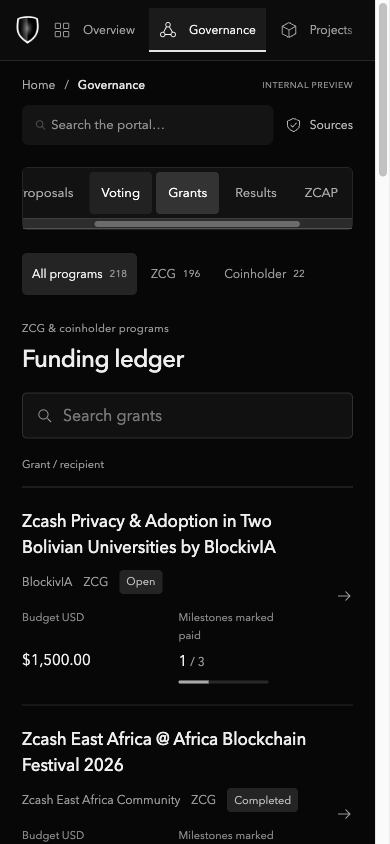 Overview
Governance
Projects
Home / Governance
INTERNAL PREVIEW
Search the portal…
Sources
roposals
Voting
Grants
Results
ZCAP
All programs 218
ZCG 196
Coinholder 22
ZCG & coinholder programs
Funding ledger
Search grants
Grant / recipient
Zcash Privacy & Adoption in Two
Bolivian Universities by BlockivIA
BlockivIA ZCG Open
Budget USD
Milestones marked
paid
$1,500.00
1 / 3
Zcash East Africa @ Africa Blockchain
Festival 2026
Zcash East Africa Community ZCG Completed
Budget USD
Milestones marked